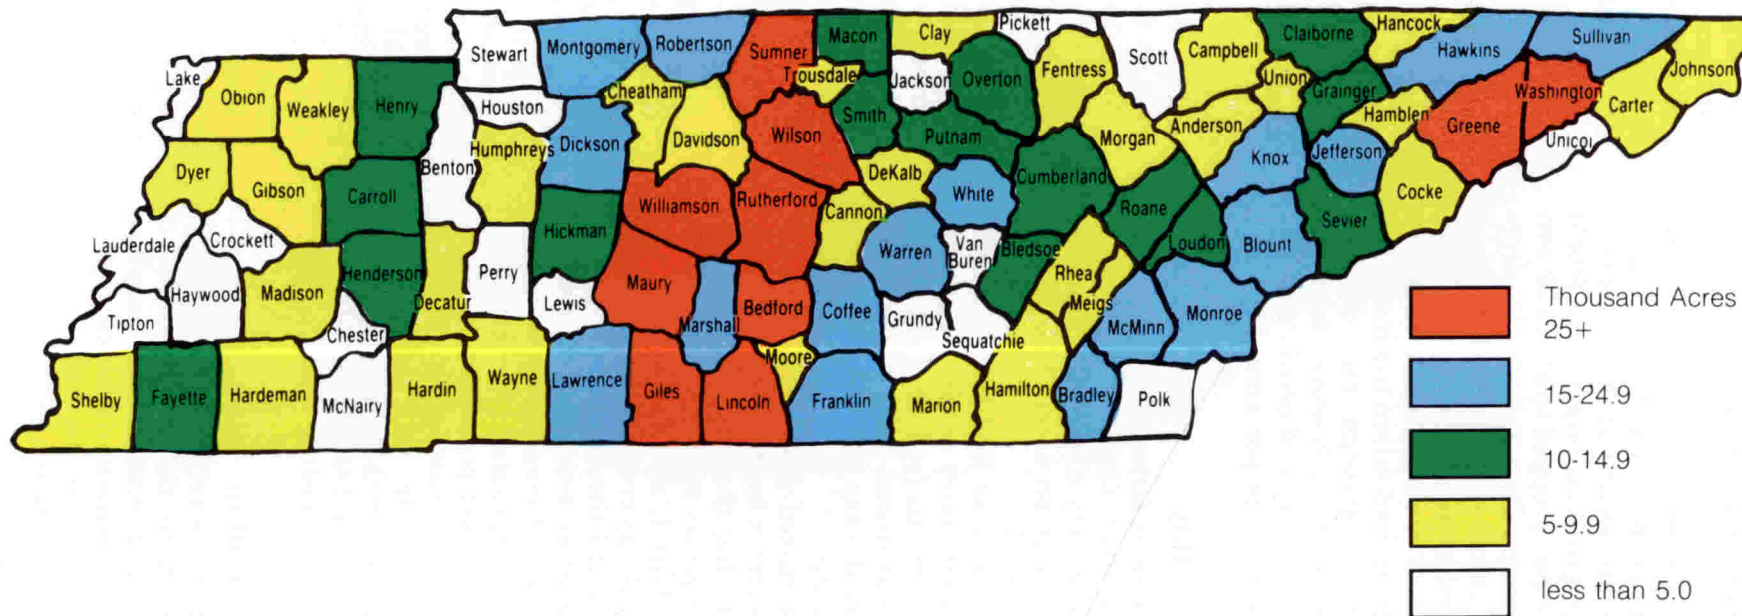 Stewart
Montgomery
Robertson
Sumner
Macon
Clay
Pickett
Scott
Campbell
Claiborne
Hancock
Hawkins
Sullivan
Johnson
Lake
Obion
Weakley
Henry
Houston
Cheatham
Trousdale
Jackson
Overton
Fentress
Union
Grainger
Hamblen
Greene
Washington
Carter
Unicoi
Benton
Humphreys
Dickson
Davidson
Wilson
Smith
Putnam
Morgan
Anderson
Knox
Jefferson
Cocke
Dyer
Gibson
Carroll
Hickman
Williamson
Rutherford
Cannon
DeKalb
White
Cumberland
Roane
Loudon
Blount
Sevier
Lauderdale
Crockett
Haywood
Madison
Henderson
Decatur
Perry
Lewis
Maury
Marshall
Bedford
Coffee
Warren
Van
Buren
Bledsoe
Rhea
Meigs
McMinn
Monroe
Tipton
Chester
Moore
Grundy
Sequatchie
Shelby
Fayette
Hardeman
McNairy
Hardin
Wayne
Lawrence
Giles
Lincoln
Franklin
Marion
Hamilton
Bradley
Polk
Thousand Acres
25+
15-24.9
10-14.9
5-9.9
less than 5.0